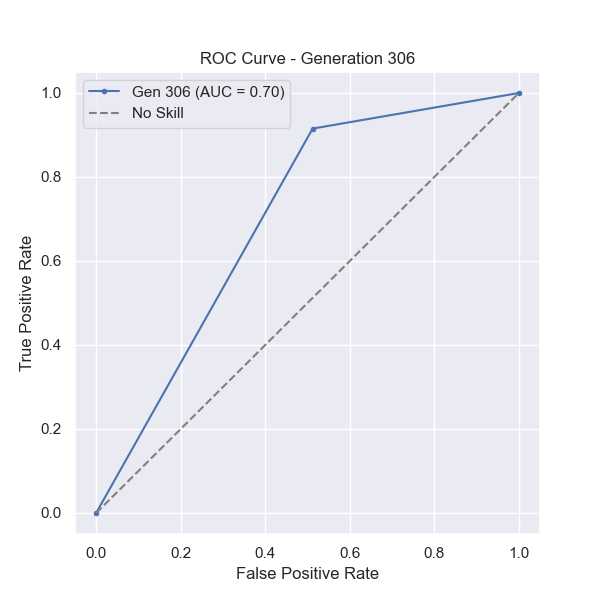 ROC Curve - Generation 306
Gen 306 (AUC = 0.70)
No Skill
True Positive Rate
1.0
0.8
0.6
0.4
0.2
0.0
0.0 0.2 0.4 0.6 0.8 1.0
False Positive Rate